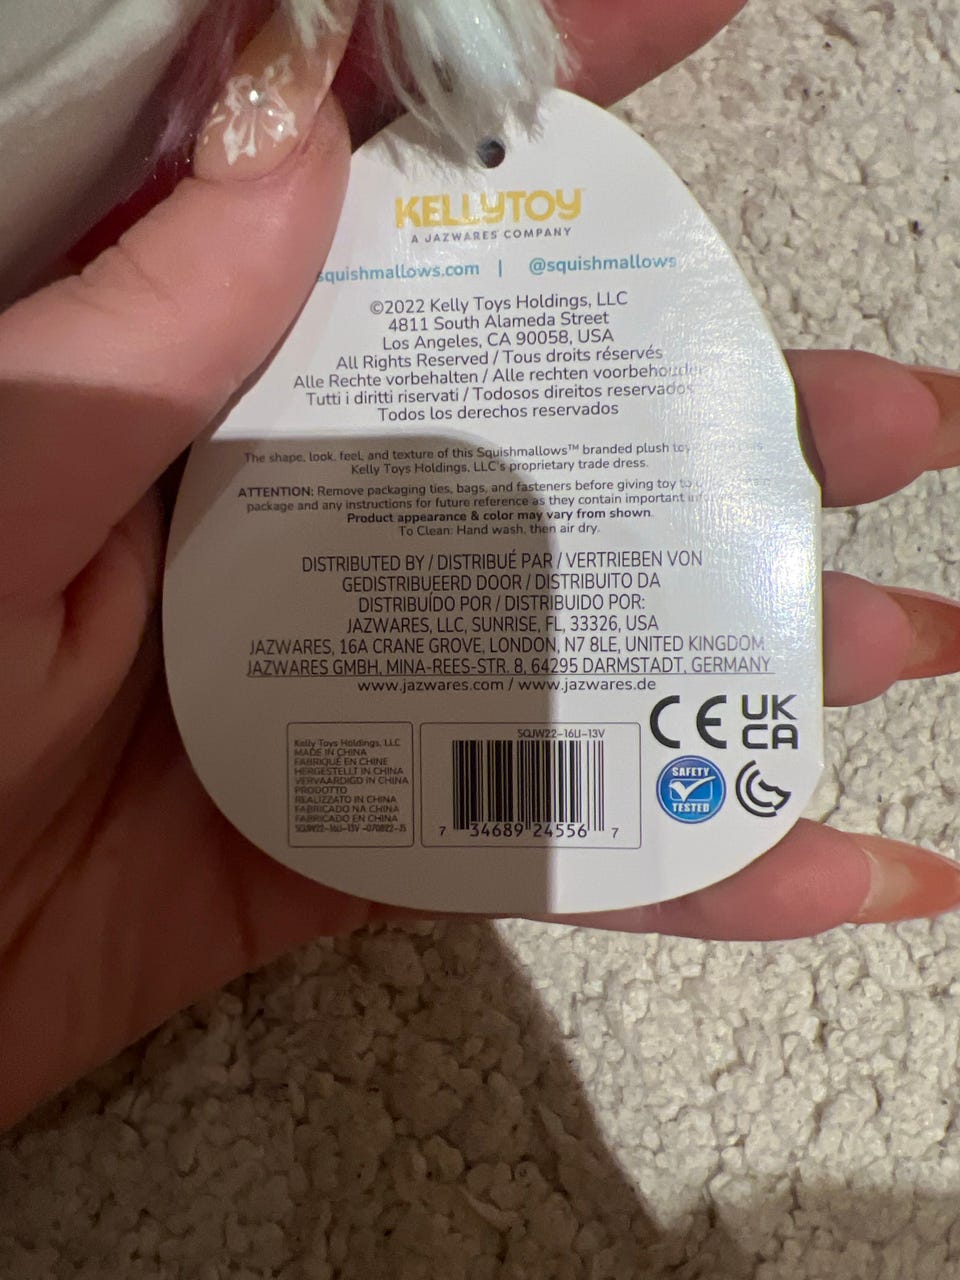 KELLYTOY
A JAZWARES COMPANY
squishmallows.com | @squishmallows
©2022 Kelly Toys Holdings, LLC
4811 South Alameda Street
Los Angeles, CA 90058, USA
All Rights Reserved / Tous droits réservés
Alle Rechte vorbehalten / Alle rechten voorbehouden
Tutti i diritti riservati / Todosos direitos reservados
Todos los derechos reservados
The shape, look, feel, and texture of this Squishmallows™ branded plush toy
Kelly Toys Holdings, LLC's proprietary trade dress.
ATTENTION: Remove packaging ties, bags, and fasteners before giving toy to
package and any instructions for future reference as they contain important
Product appearance & color may vary from shown.
To Clean: Hand wash, then air dry.
DISTRIBUTED BY / DISTRIBUÉ PAR / VERTRIEBEN VON
GEDISTRIBUEERD DOOR / DISTRIBUITO DA
DISTRIBUÍDO POR / DISTRIBUIDO POR:
JAZWARES, LLC, SUNRISE, FL, 33326, USA
JAZWARES, 16A CRANE GROVE, LONDON, N7 8LE, UNITED KINGDOM
JAZWARES GMBH, MINA-REES-STR. 8, 64295 DARMSTADT, GERMANY
www.jazwares.com / www.jazwares.de
Kelly Toys Holdings, LLC
MADE IN CHINA
FABRIQUÉ EN CHINE
HERGESTELLT IN CHINA
VERVAARDIGD IN CHINA
PRODOTTO
REALIZZATO IN CHINA
FABRICADO NA CHINA
FABRICADO EN CHINA
SQJW22-16LI-13V -070822-JS
SQJW22-16LI-13V
7 34689 24556 7
CE
UK
CA
SAFETY
TESTED